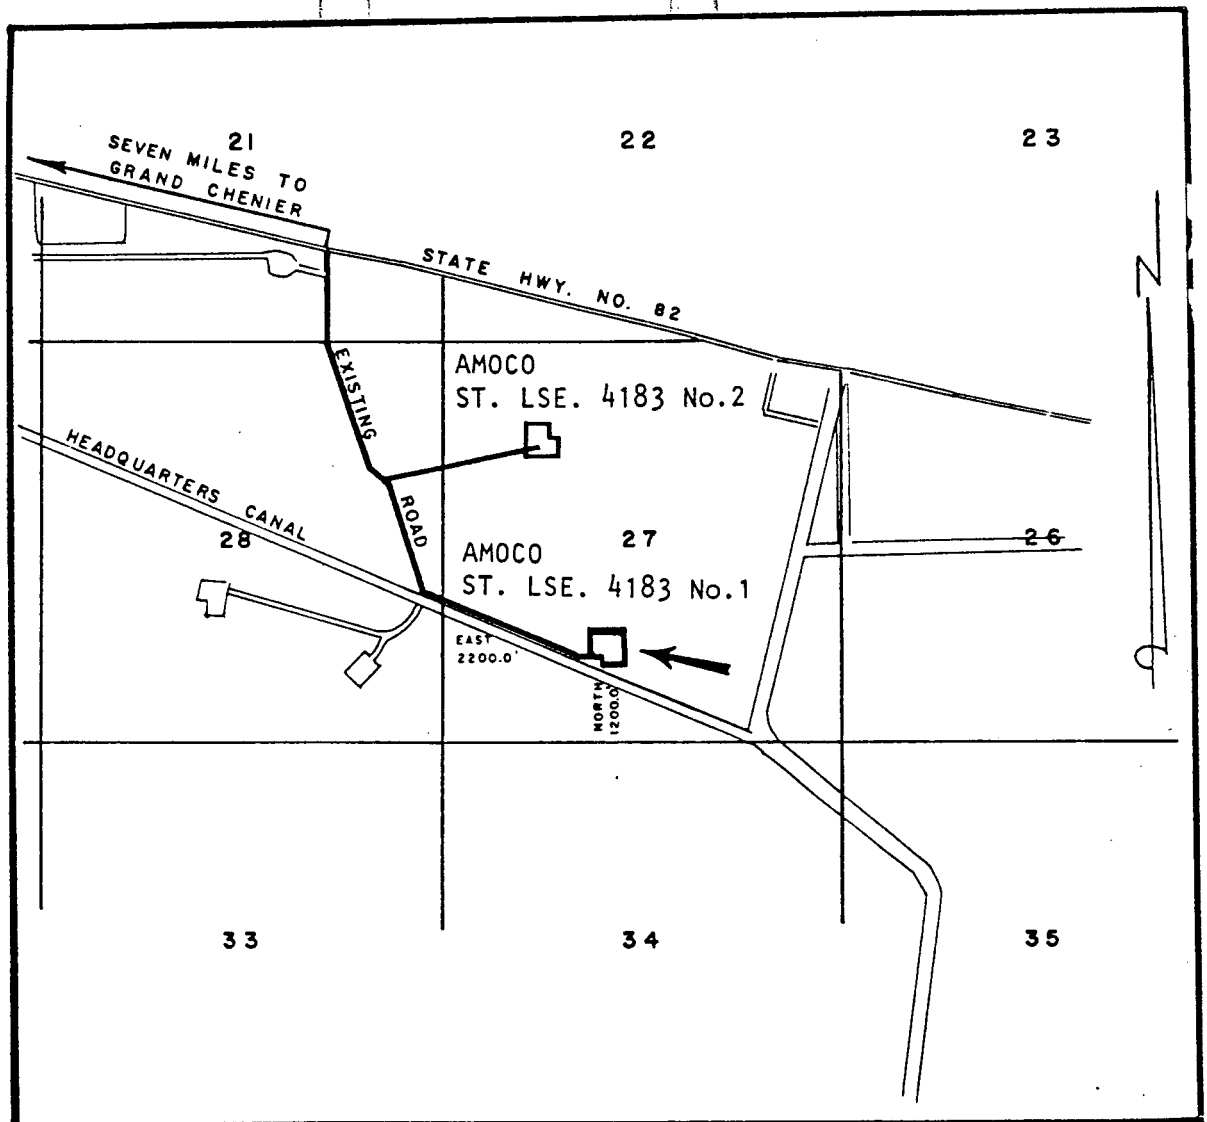 21
22
23
SEVEN MILES TO
GRAND CHENIER
STATE HWY. NO. 82
N
AMOCO
ST. LSE. 4183 No.2
EXISTING
ROAD
HEADQUARTERS CANAL
28
27
26
AMOCO
ST. LSE. 4183 No.1
EAST
2200.0'
NORTH
1200.0'
33
34
35